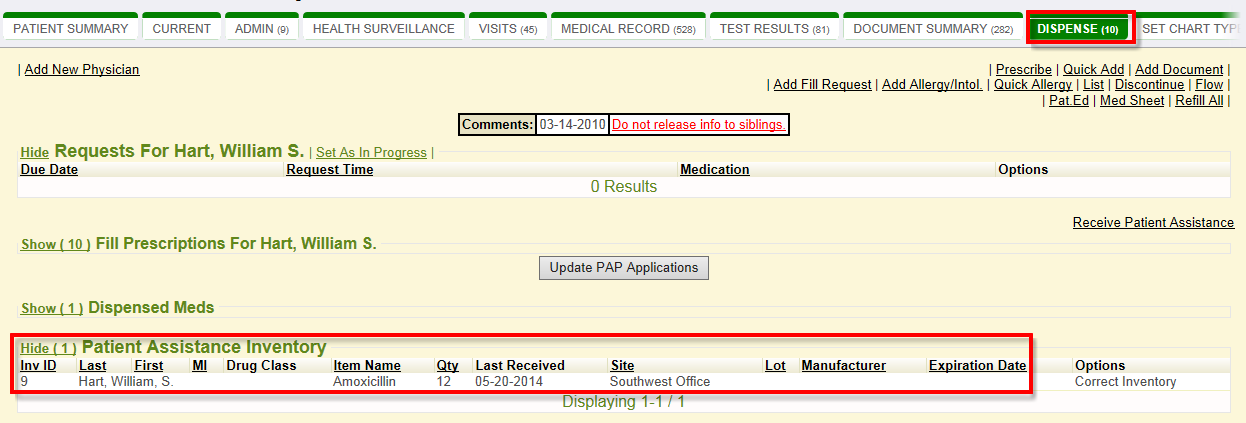 PATIENT SUMMARY CURRENT ADMIN (9) HEALTH SURVEILLANCE VISITS (45) MEDICAL RECORD (528) TEST RESULTS (81) DOCUMENT SUMMARY (282) DISPENSE (10) SET CHART TYP
| Add New Physician
| Prescribe | Quick Add | Add Document |
| Add Fill Request | Add Allergy/Intol. | Quick Allergy | List | Discontinue | Flow |
| Pat.Ed | Med Sheet | Refill All |
Comments: 03-14-2010 Do not release info to siblings.
Hide Requests For Hart, William S. | Set As In Progress |
Due Date Request Time Medication Options
0 Results
Receive Patient Assistance
Show ( 10 ) Fill Prescriptions For Hart, William S.
Update PAP Applications
Show ( 1 ) Dispensed Meds
Hide ( 1 ) Patient Assistance Inventory
Inv ID Last First MI Drug Class Item Name Qty Last Received Site Lot Manufacturer Expiration Date Options
9 Hart, William, S. Amoxicillin 12 05-20-2014 Southwest Office Correct Inventory
Displaying 1-1 / 1